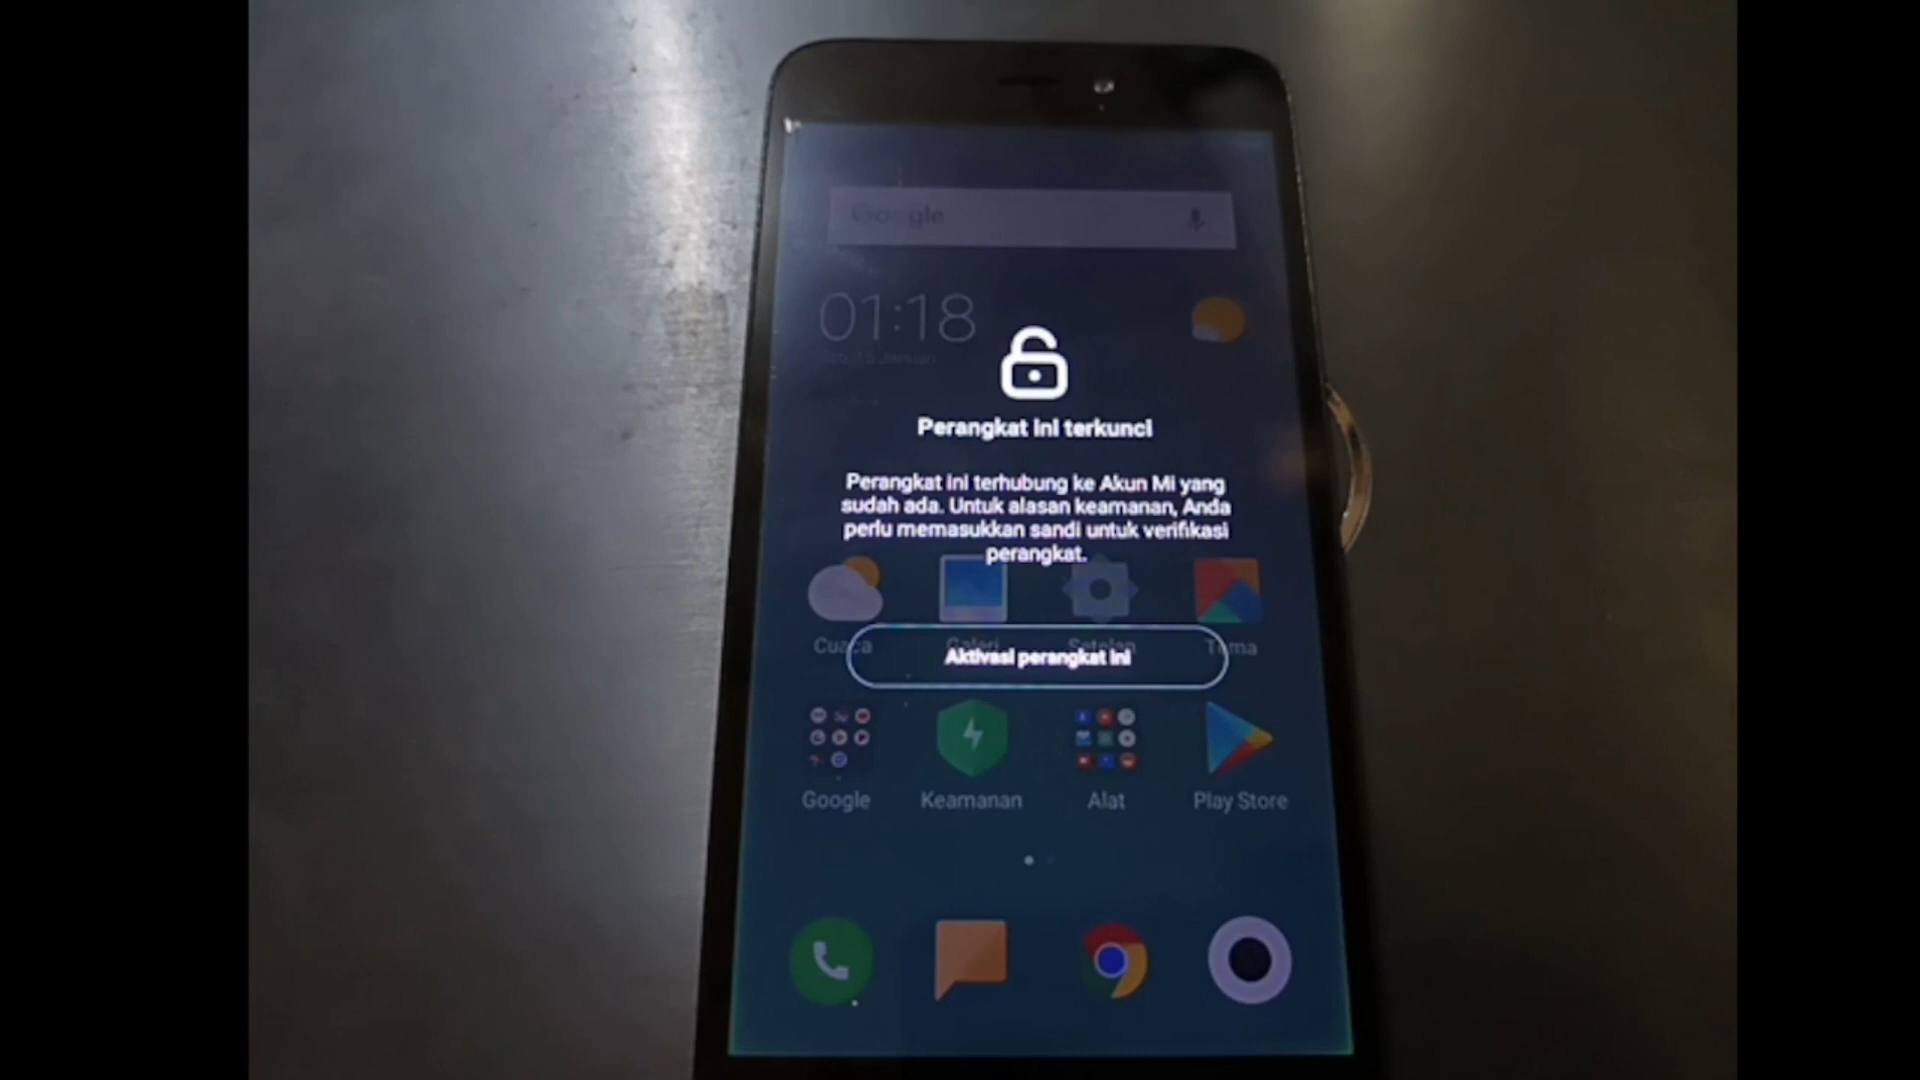 Google
01:18
Perangkat ini terkunci
Perangkat ini terhubung ke Akun Mi yang
sudah ada. Untuk alasan keamanan, Anda
perlu memasukkan sandi untuk verifikasi
perangkat.
Cuaca Galeri Setelan Tema
Aktivasi perangkat ini
Google Keamanan Alat Play Store